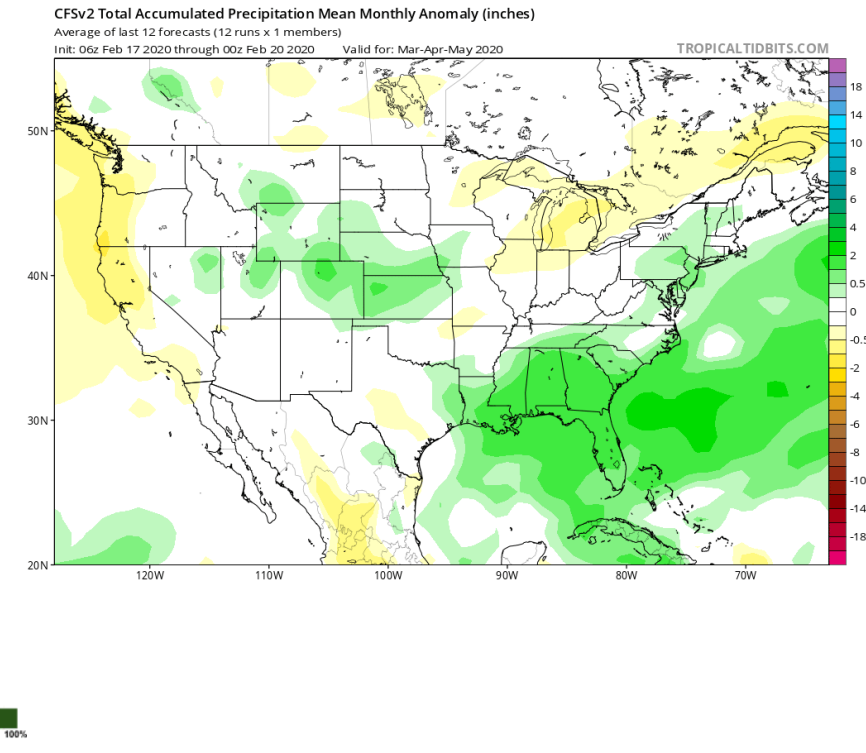 CFSv2 Total Accumulated Precipitation Mean Monthly Anomaly (inches)
Average of last 12 forecasts (12 runs x 1 members)
Init: 06z Feb 17 2020 through 00z Feb 20 2020 Valid for: Mar-Apr-May 2020 TROPICALTIDBITS.COM
18
14
50N
12
10
8
6
4
2
40N
0.5
0
-0.5
-2
-4
30N
-6
-8
-10
-14
-18
20N
120W 110W 100W 90W 80W 70W
100%